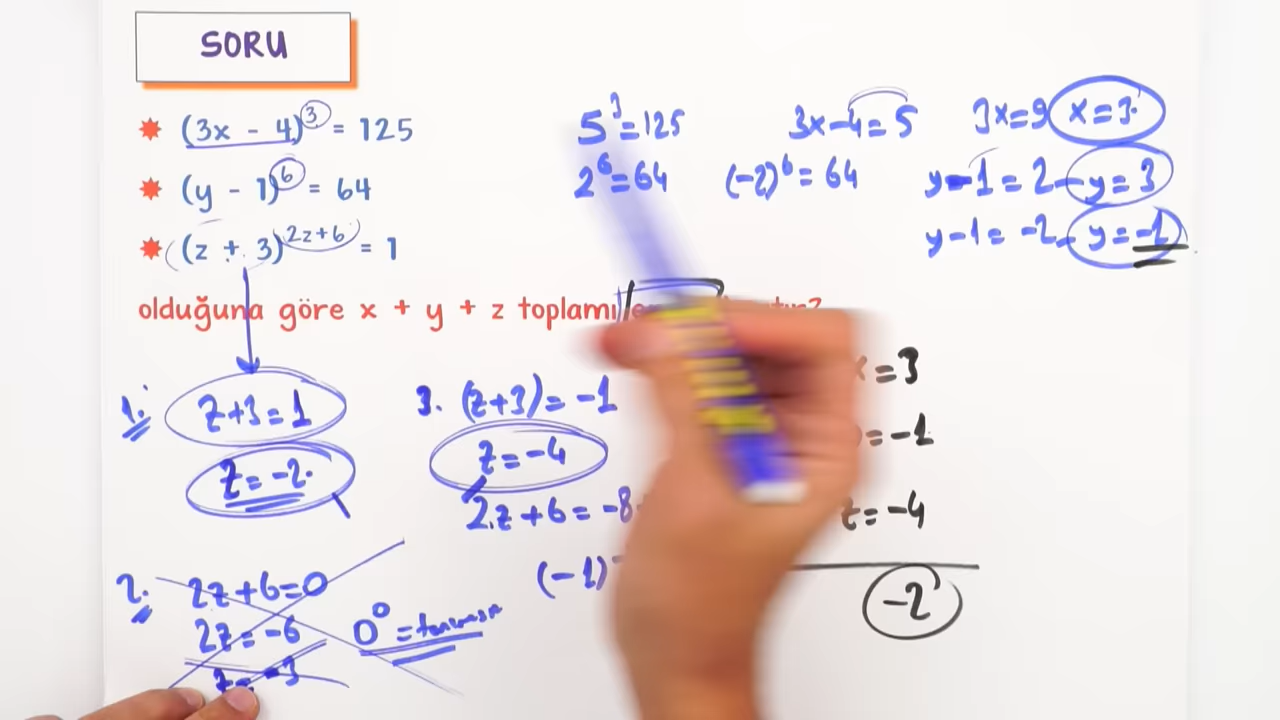 SORU
(3x - 4)³ = 125
(y - 1)⁶ = 64
(z + 3)²ᶻ⁺⁶ = 1
5³=125
2⁶=64
(-2)⁶=64
3x-4=5
3x=9 x=3
y-1=2 y=3
y-1=-2 y=-1
olduğuna göre x + y + z toplamı
1.
z+3=1
z=-2
3. (z+3)=-1
z=-4
2z+6=-8
(-1)
2.
2z+6=0
2z=-6
z=-3
0⁰=tanımsız
=3
=-1
z=-4
-2